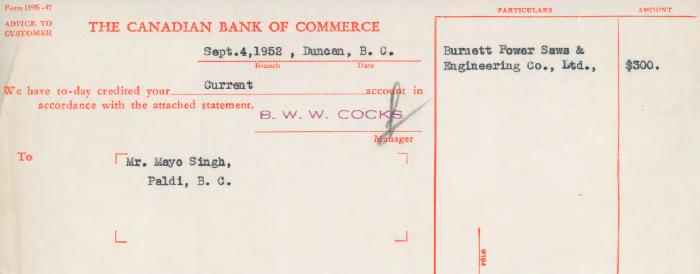 Form 119S-47
ADVICE TO
CUSTOMER
THE CANADIAN BANK OF COMMERCE
Sept.4,1952 , Duncan, B. C.
Branch Date
We have to-day credited your Current account in
accordance with the attached statement.
B. W. W. COCKS
Manager
To
Mr. Mayo Singh,
Paldi, B. C.
PARTICULARS AMOUNT
Burnett Power Saws &
Engineering Co., Ltd., $300.
FOLO